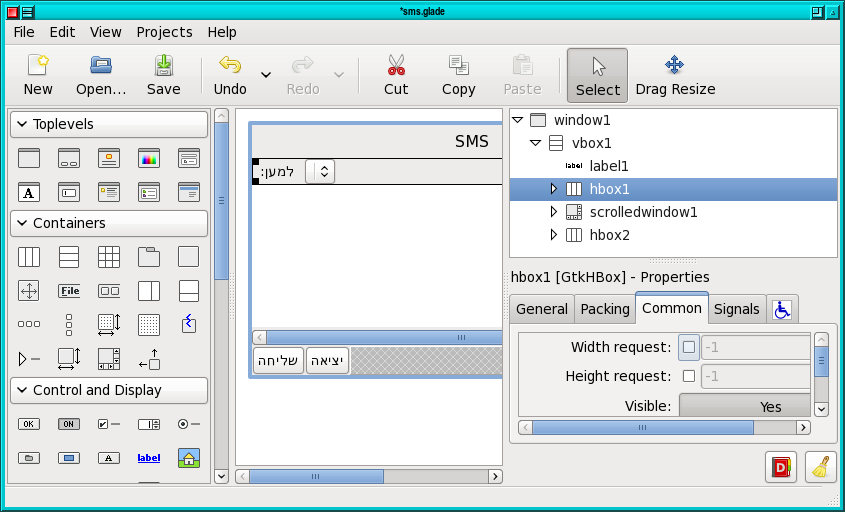 *sms.glade
File Edit View Projects Help
New Open... Save Undo Redo Cut Copy Paste Select Drag Resize
Toplevels
A
Containers
File
Control and Display
OK ON
A label
SMS
למען:
שליחה יציאה
window1
vbox1
label label1
hbox1
scrolledwindow1
hbox2
hbox1 [GtkHBox] - Properties
General Packing Common Signals
Width request: -1
Height request: -1
Visible: Yes
D